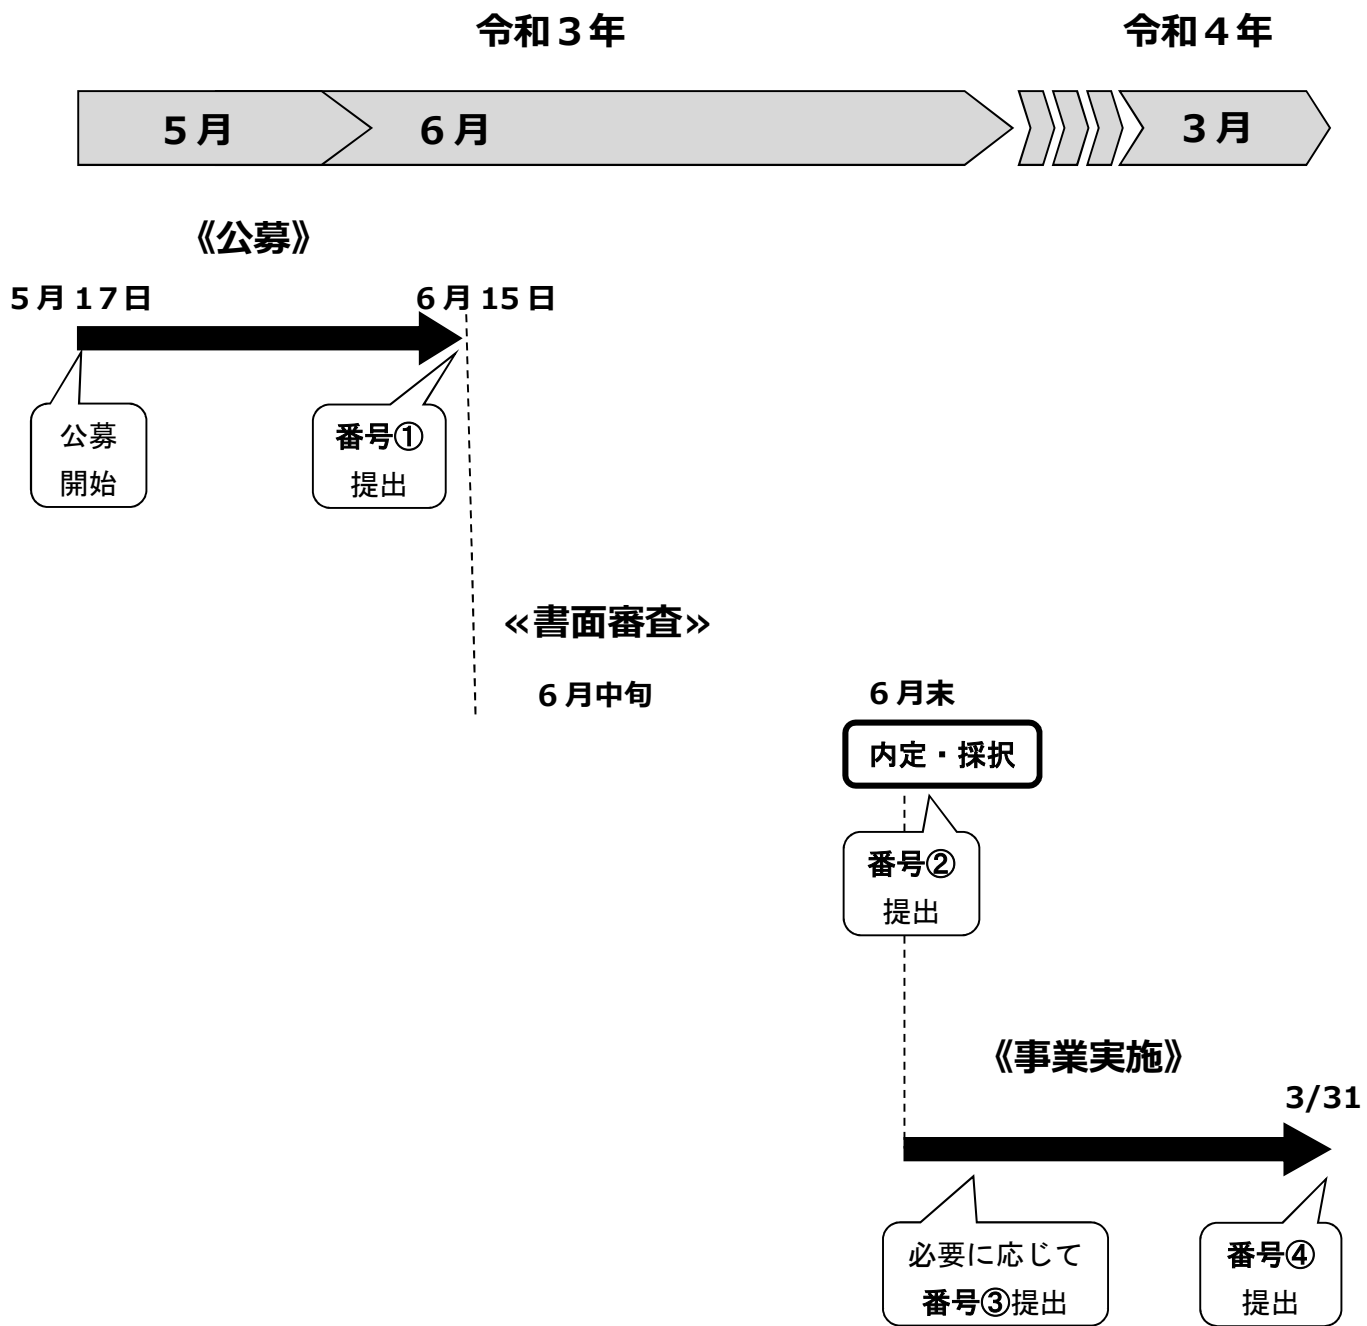 令和３年
令和４年
５月
６月
３月
《公募》
５月１７日
６月 15 日
公募
開始
番号①
提出
«書面審査»
６月中旬
６月末
内定・採択
番号②
提出
《事業実施》
3/31
必要に応じて
番号③提出
番号④
提出